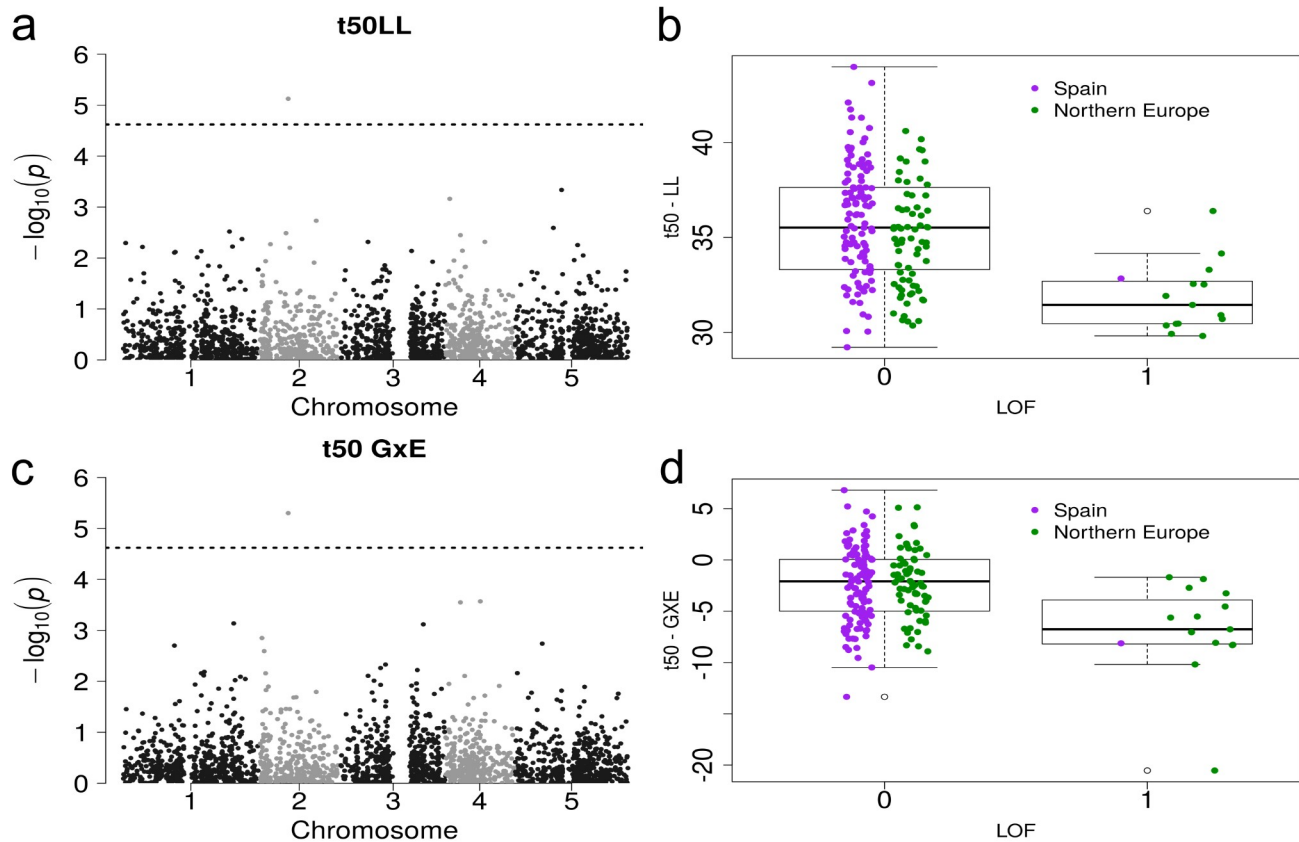 a
t50LL
6
5
4
3
2
1
0
−log10(p)
1 2 3 4 5
Chromosome
b
Spain
Northern Europe
40
35
30
t50 - LL
0 1
LOF
c
t50 GxE
6
5
4
3
2
1
0
−log10(p)
1 2 3 4 5
Chromosome
d
Spain
Northern Europe
5
0
-5
-10
-20
t50 - GXE
0 1
LOF